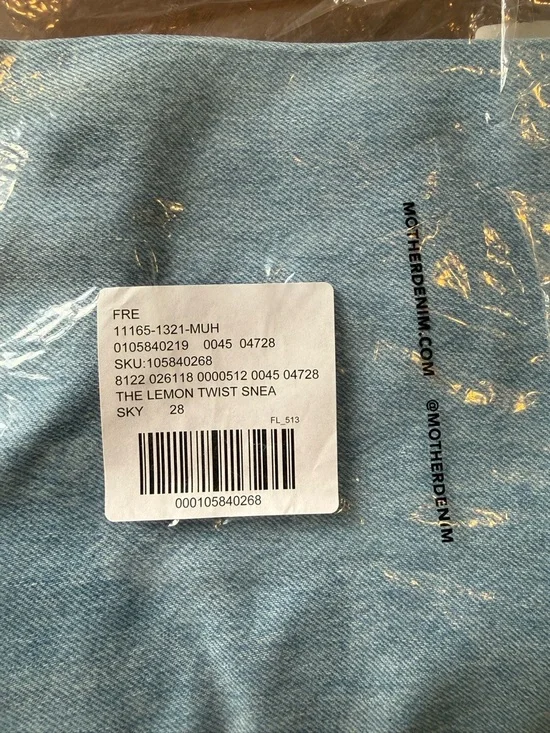 FRE
11165-1321-MUH
0105840219 0045 04728
SKU:105840268
8122 026118 0000512 0045 04728
THE LEMON TWIST SNEA
SKY 28
FL_513
000105840268
MOTHERDENIM.COM @MOTHERDENIM